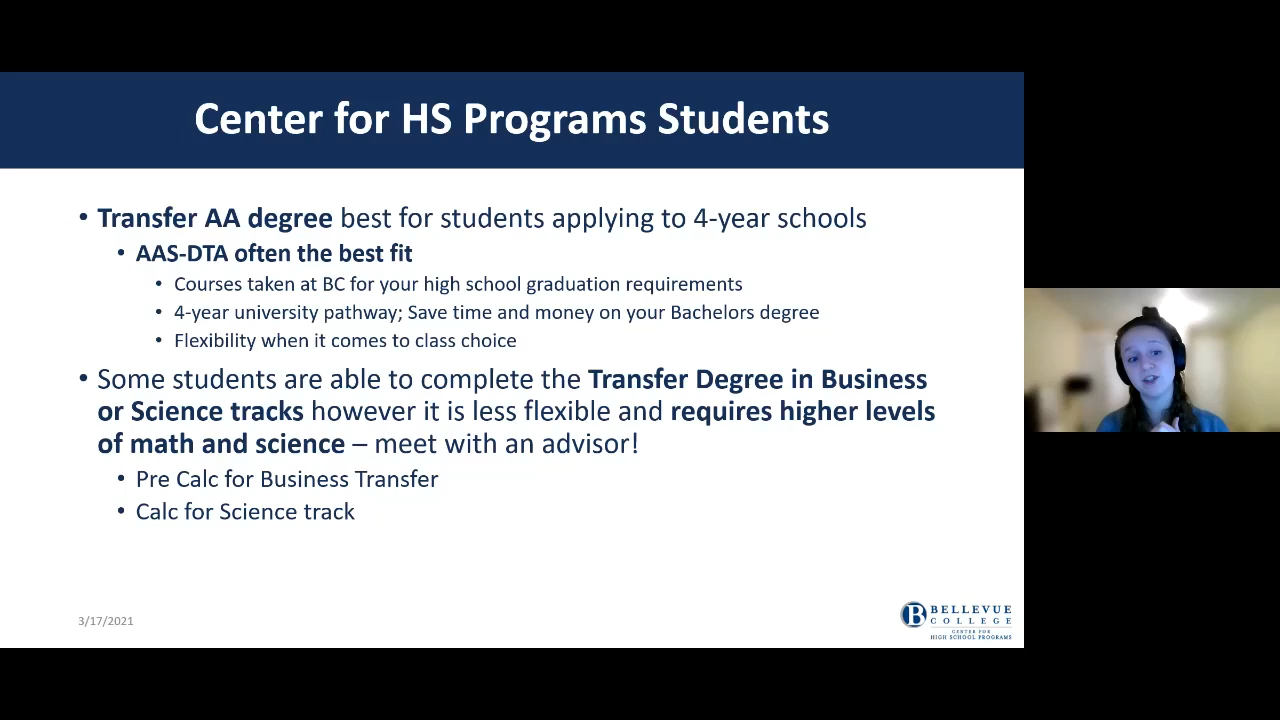 Center for HS Programs Students
• Transfer AA degree best for students applying to 4-year schools
• AAS-DTA often the best fit
• Courses taken at BC for your high school graduation requirements
• 4-year university pathway; Save time and money on your Bachelors degree
• Flexibility when it comes to class choice
• Some students are able to complete the Transfer Degree in Business
or Science tracks however it is less flexible and requires higher levels
of math and science – meet with an advisor!
• Pre Calc for Business Transfer
• Calc for Science track
3/17/2021
B BELLEVUE
COLLEGE
CENTER FOR
HIGH SCHOOL PROGRAMS